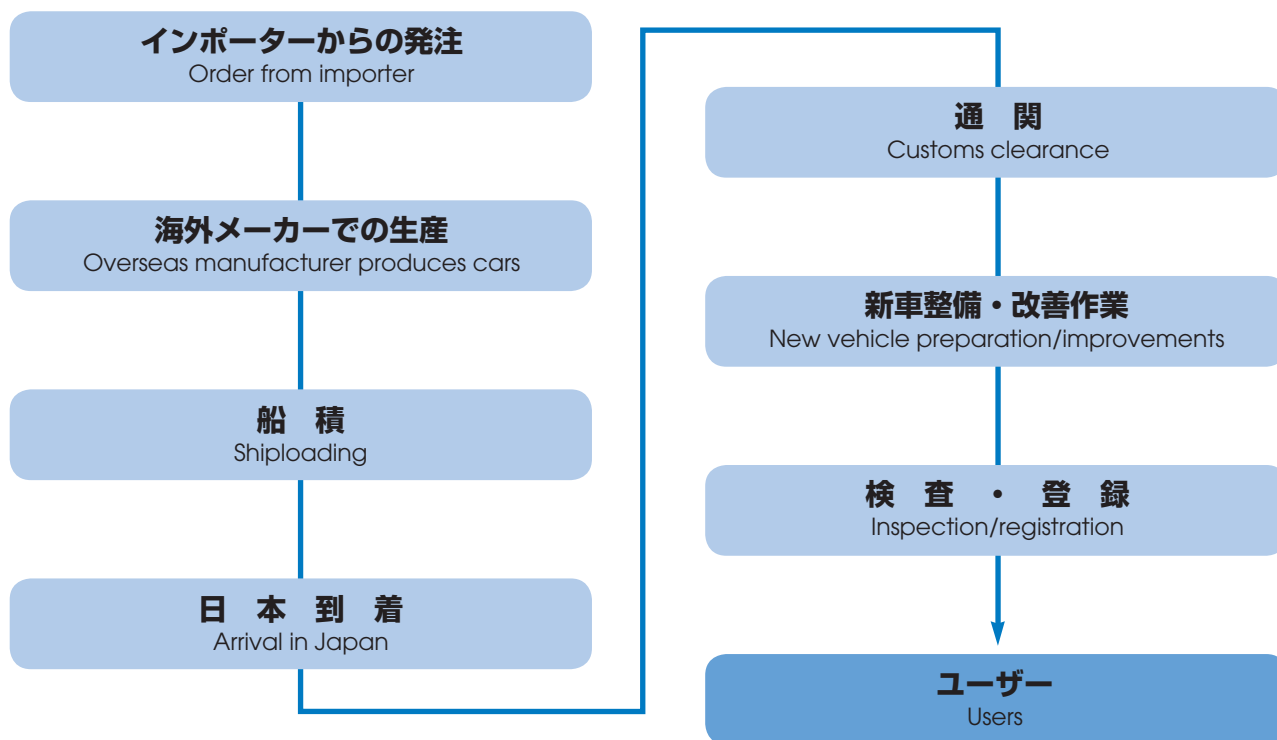 インポーターからの発注
Order from importer
海外メーカーでの生産
Overseas manufacturer produces cars
船　積
Shiploading
日　本　到　着
Arrival in Japan
通　関
Customs clearance
新車整備・改善作業
New vehicle preparation/improvements
検　査　・　登　録
Inspection/registration
ユーザー
Users